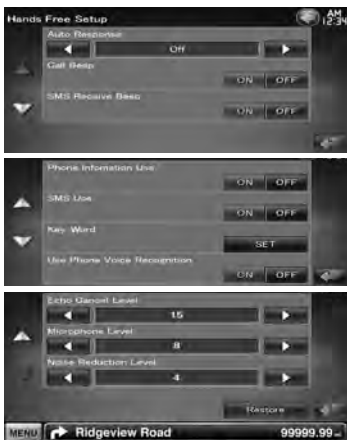 Hands Free Setup
AM
12:34
Auto Response
Off
Call Beep
ON OFF
SMS Receive Beep
ON OFF
Phone Infomation Use
ON OFF
SMS Use
ON OFF
Key Word
SET
Use Phone Voice Recognition
ON OFF
Echo Cancel Level
15
Microphone Level
8
Noise Reduction Level
4
Restore
MENU Ridgeview Road 99999.99